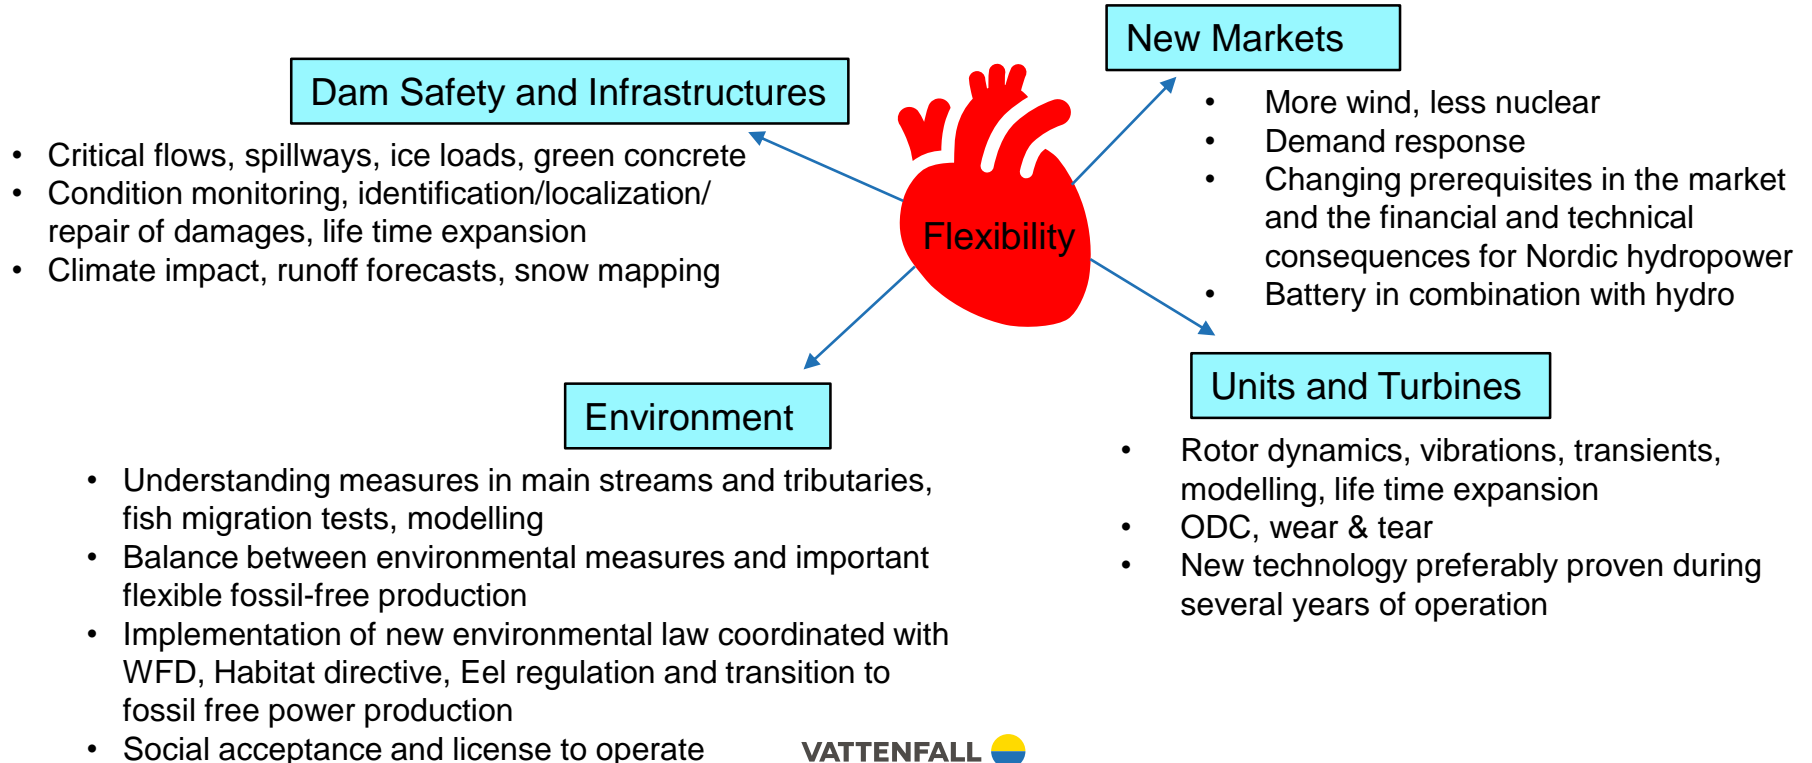 Dam Safety and Infrastructures
• Critical flows, spillways, ice loads, green concrete
• Condition monitoring, identification/localization/
repair of damages, life time expansion
• Climate impact, runoff forecasts, snow mapping
New Markets
• More wind, less nuclear
• Demand response
• Changing prerequisites in the market
and the financial and technical
consequences for Nordic hydropower
• Battery in combination with hydro
Flexibility
Environment
• Understanding measures in main streams and tributaries,
fish migration tests, modelling
• Balance between environmental measures and important
flexible fossil-free production
• Implementation of new environmental law coordinated with
WFD, Habitat directive, Eel regulation and transition to
fossil free power production
• Social acceptance and license to operate
Units and Turbines
• Rotor dynamics, vibrations, transients,
modelling, life time expansion
• ODC, wear & tear
• New technology preferably proven during
several years of operation
VATTENFALL